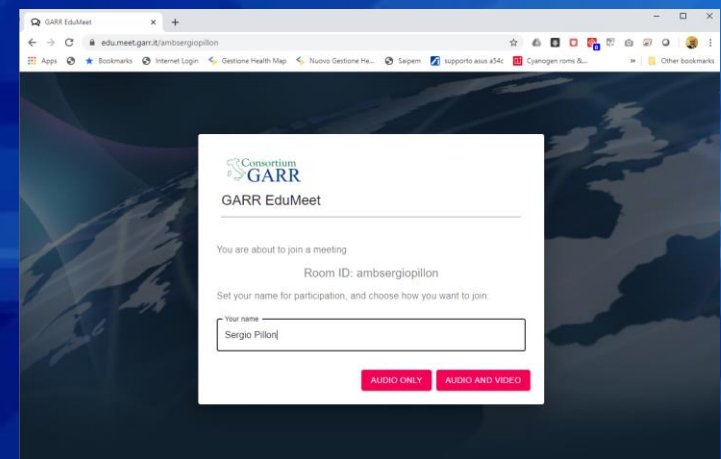 GARR EduMeet
edu.meet.garr.it/ambsergiopillon
Apps Bookmarks Internet Login Gestione Health Map Nuovo Gestione He... Saipem supporto asus a54c Cyanogen roms &... » Other bookmarks
Consortium
GARR
GARR EduMeet
You are about to join a meeting
Room ID: ambsergiopillon
Set your name for participation, and choose how you want to join:
Your name
Sergio Pillon
AUDIO ONLY AUDIO AND VIDEO